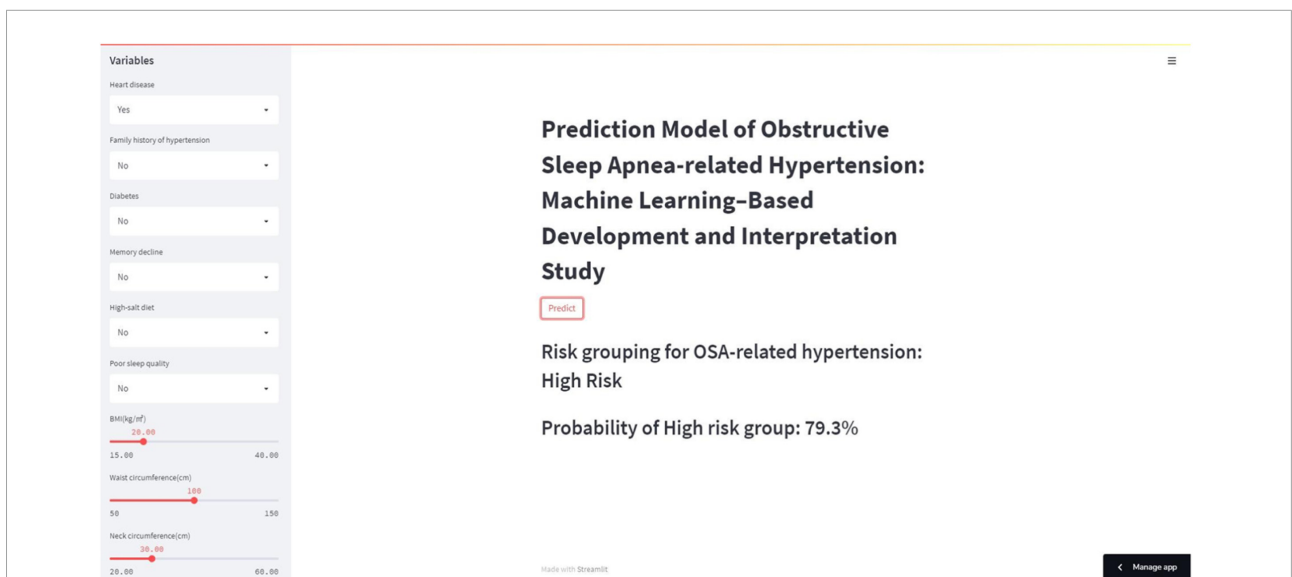 Variables
Heart disease
Yes
Family history of hypertension
No
Diabetes
No
Memory decline
No
High-salt diet
No
Poor sleep quality
No
BMI(kg/㎡)
20.00
15.00 40.00
Waist circumference(cm)
100
50 150
Neck circumference(cm)
30.00
20.00 60.00
Prediction Model of Obstructive
Sleep Apnea-related Hypertension:
Machine Learning–Based
Development and Interpretation
Study
Predict
Risk grouping for OSA-related hypertension:
High Risk
Probability of High risk group: 79.3%
Made with Streamlit
Manage app